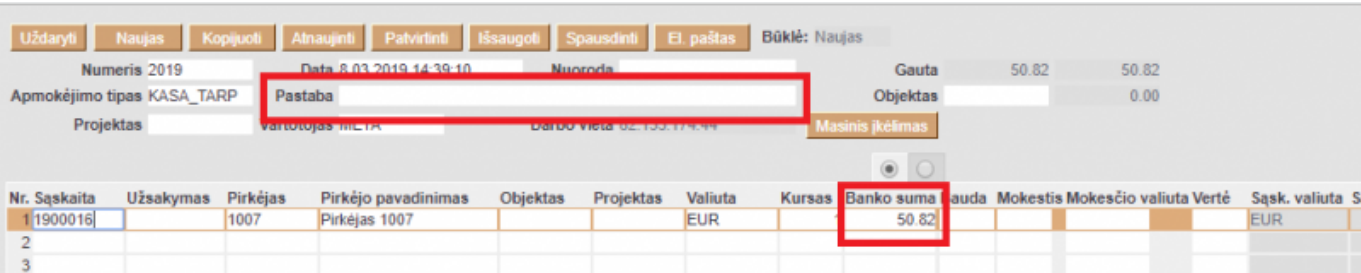 Uždaryti Naujas Kopijuoti Atnaujinti Patvirtinti Išsaugoti Spausdinti El. paštas Būklė: Naujas
Numeris 2019 Data 8.03.2019 14:39:10 Nuoroda Gauta 50.82 50.82
Apmokėjimo tipas KASA_TARP Pastaba Objektas 0.00
Projektas Vartotojas META Darbo vieta Masinis įkėlimas
Nr. Sąskaita Užsakymas Pirkėjas Pirkėjo pavadinimas Objektas Projektas Valiuta Kursas Banko suma Mokestis Mokesčio valiuta Vertė Sąsk. valiuta S
1 1900016 1007 Pirkėjas 1007 EUR 1 50.82 EUR
2
3